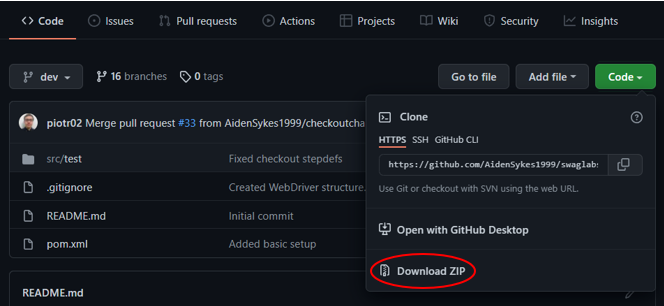 Code Issues Pull requests Actions Projects Wiki Security Insights
dev 16 branches 0 tags Go to file Add file Code
piotr02 Merge pull request #33 from AidenSykes1999/checkoutcha
src/test Fixed checkout stepdefs
.gitignore Created WebDriver structure.
README.md Initial commit
pom.xml Added basic setup
README.md
Clone
HTTPS SSH GitHub CLI
https://github.com/AidenSykes1999/swaglabs
Use Git or checkout with SVN using the web URL.
Open with GitHub Desktop
Download ZIP